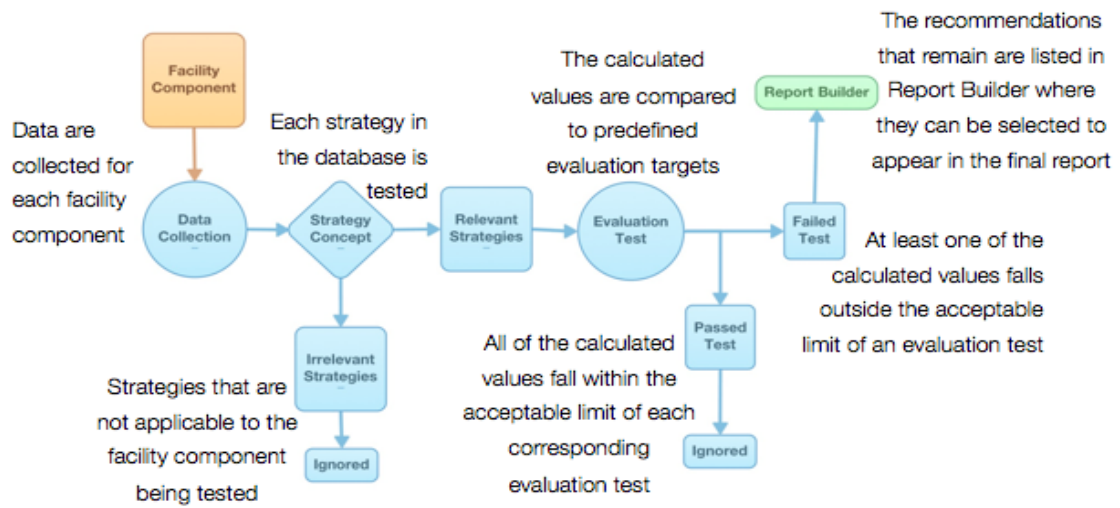 Facility
Component
Data are
collected for
each facility
component
Data
Collection
Each strategy in
the database is
tested
Strategy
Concept
Relevant
Strategies
The calculated
values are compared
to predefined
evaluation targets
Evaluation
Test
Report Builder
The recommendations
that remain are listed in
Report Builder where
they can be selected to
appear in the final report
Failed
Test
At least one of the
calculated values falls
outside the acceptable
limit of an evaluation test
Irrelevant
Strategies
Strategies that are
not applicable to the
facility component
being tested
Ignored
Passed
Test
All of the calculated
values fall within the
acceptable limit of each
corresponding
evaluation test
Ignored